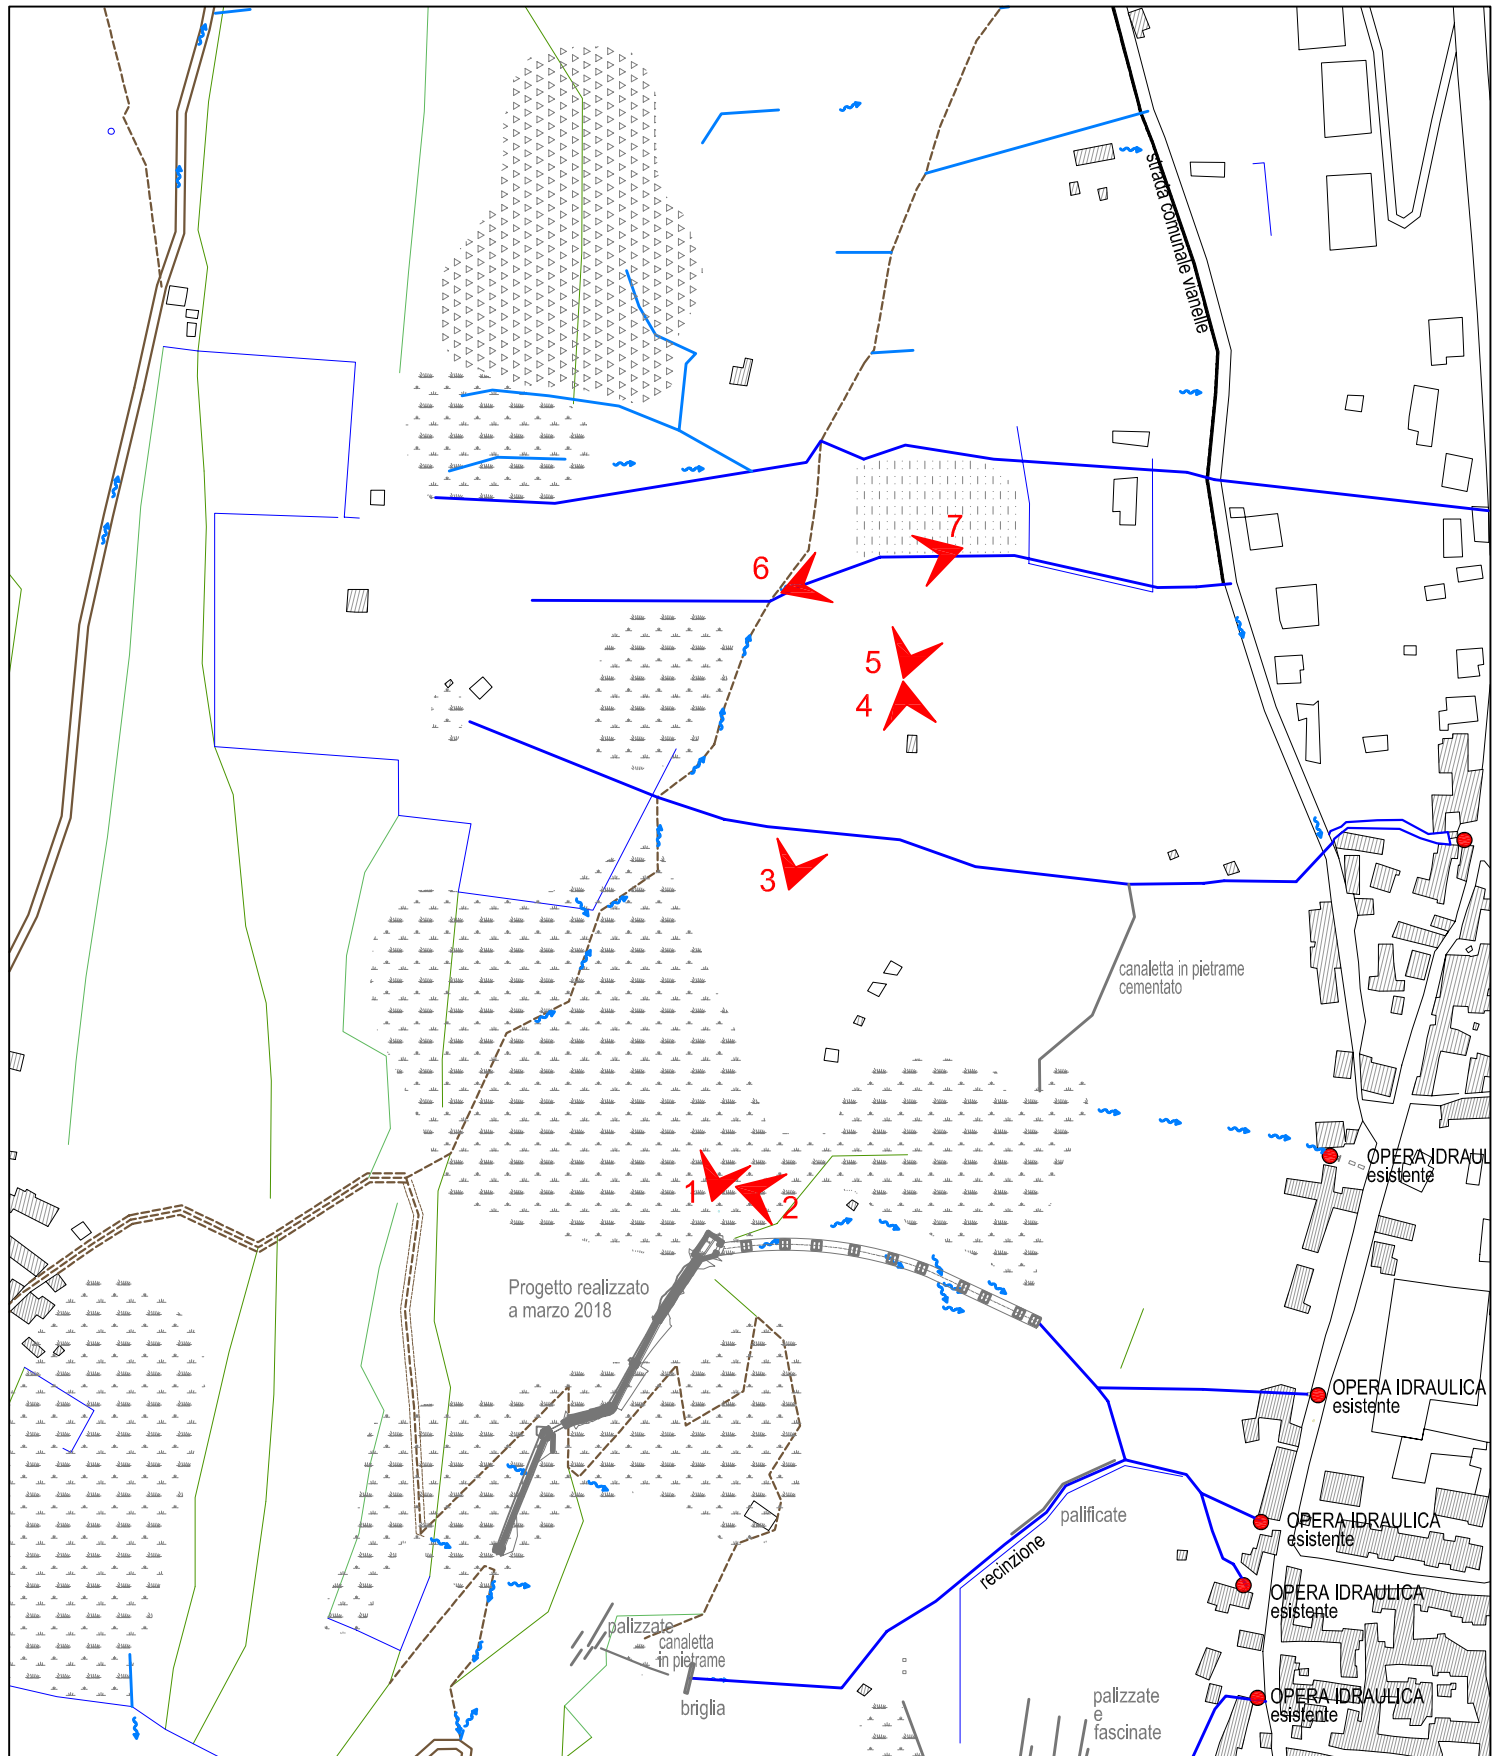 strada comunale vianelle
7
6
5
4
3
canaletta in pietrame
cementato
OPERA IDRAUL
esistente
1
2
Progetto realizzato
a marzo 2018
OPERA IDRAULICA
esistente
palificate
OPERA IDRAULICA
esistente
recinzione
OPERA IDRAULICA
esistente
palizzate
canaletta
in pietrame
briglia
palizzate
e
fascinate
OPERA IDRAULICA
esistente